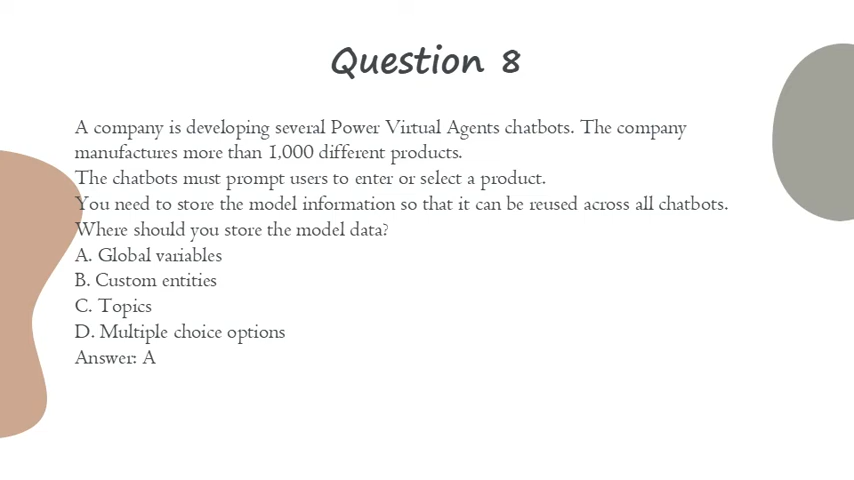 Question 8
A company is developing several Power Virtual Agents chatbots. The company
manufactures more than 1,000 different products.
The chatbots must prompt users to enter or select a product.
You need to store the model information so that it can be reused across all chatbots.
Where should you store the model data?
A. Global variables
B. Custom entities
C. Topics
D. Multiple choice options
Answer: A